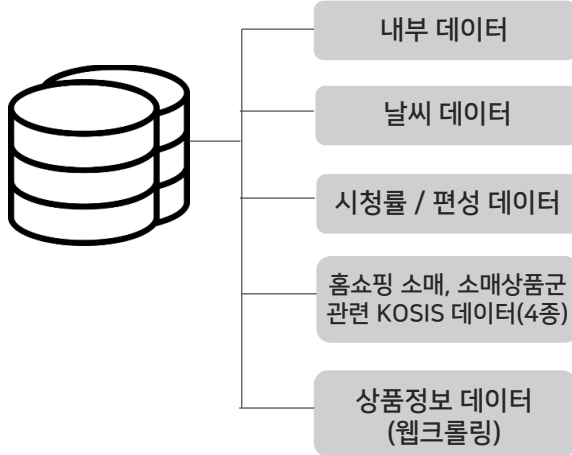 내부 데이터
날씨 데이터
시청률 / 편성 데이터
홈쇼핑 소매, 소매상품군
관련 KOSIS 데이터(4종)
상품정보 데이터
(웹크롤링)